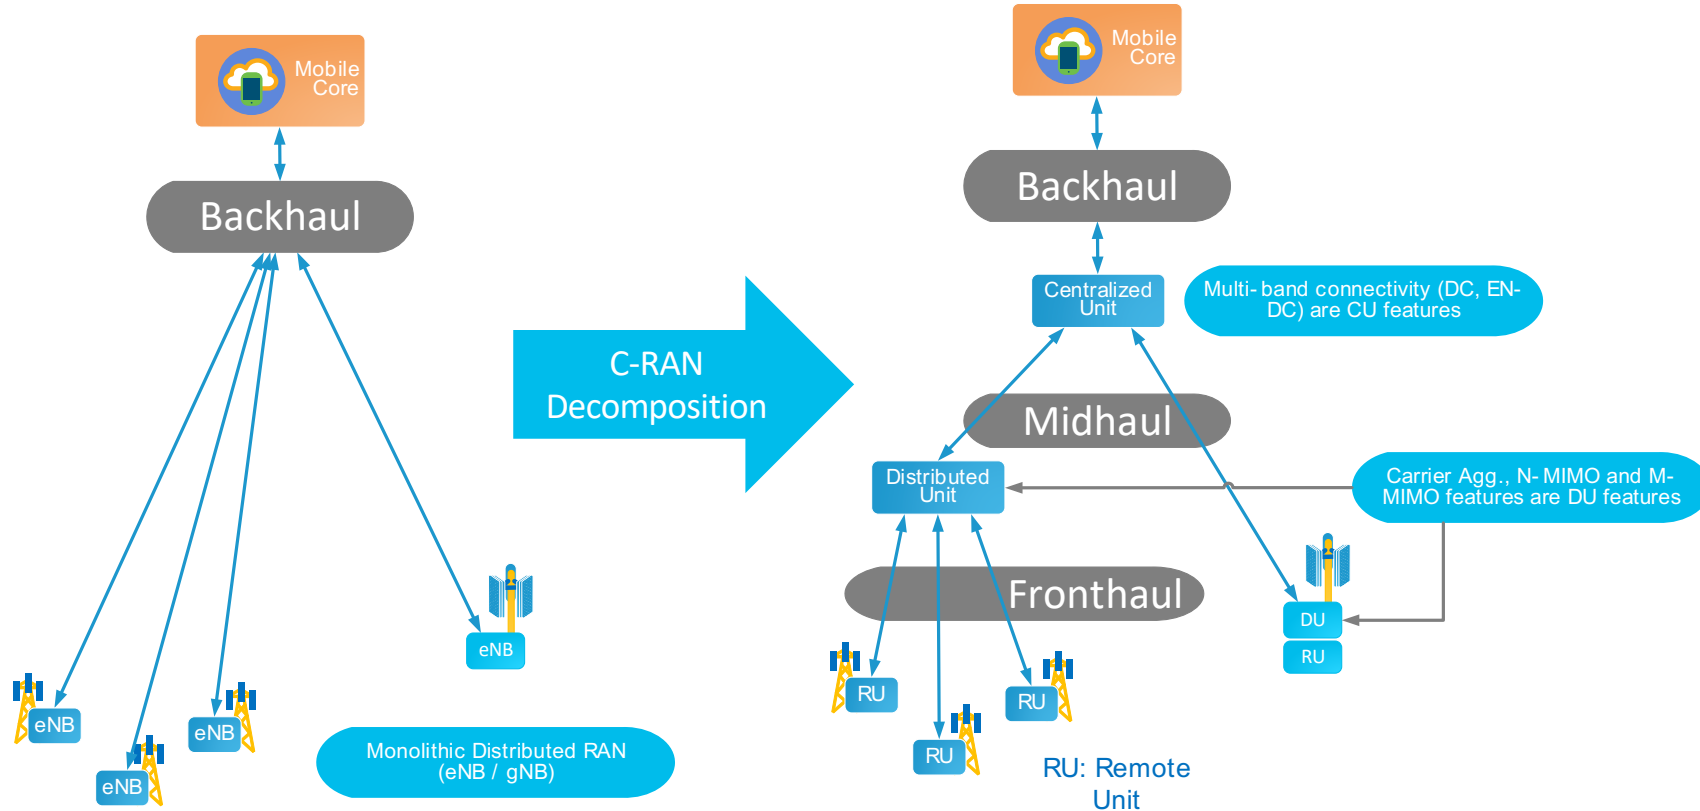 Mobile
Core
Backhaul
eNB
eNB
eNB
eNB
Monolithic Distributed RAN
(eNB / gNB)
C-RAN
Decomposition
Mobile
Core
Backhaul
Centralized
Unit
Multi-band connectivity (DC, EN-
DC) are CU features
Midhaul
Distributed
Unit
Carrier Agg., N-MIMO and M-
MIMO features are DU features
Fronthaul
DU
RU
RU
RU
RU
RU: Remote
Unit